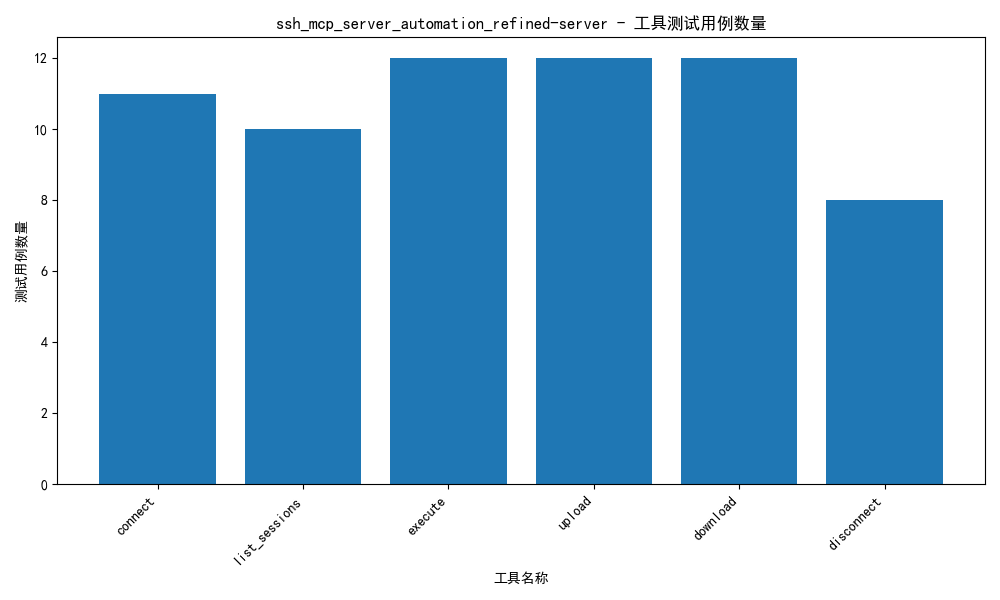 ssh_mcp_server_automation_refined-server - 工具测试用例数量
测试用例数量
12
10
8
6
4
2
0
connect
list_sessions
execute
upload
download
disconnect
工具名称